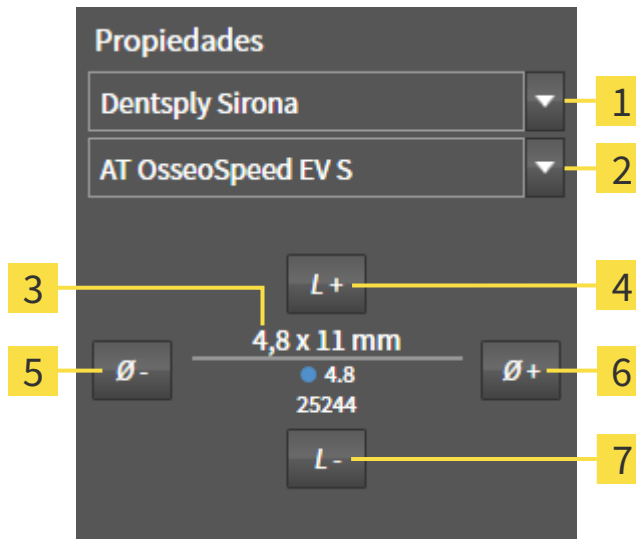 Propiedades
Dentsply Sirona
1
AT OsseoSpeed EV S
2
L +
4
3
4,8 x 11 mm
5
Ø -
4.8
Ø +
6
25244
L -
7